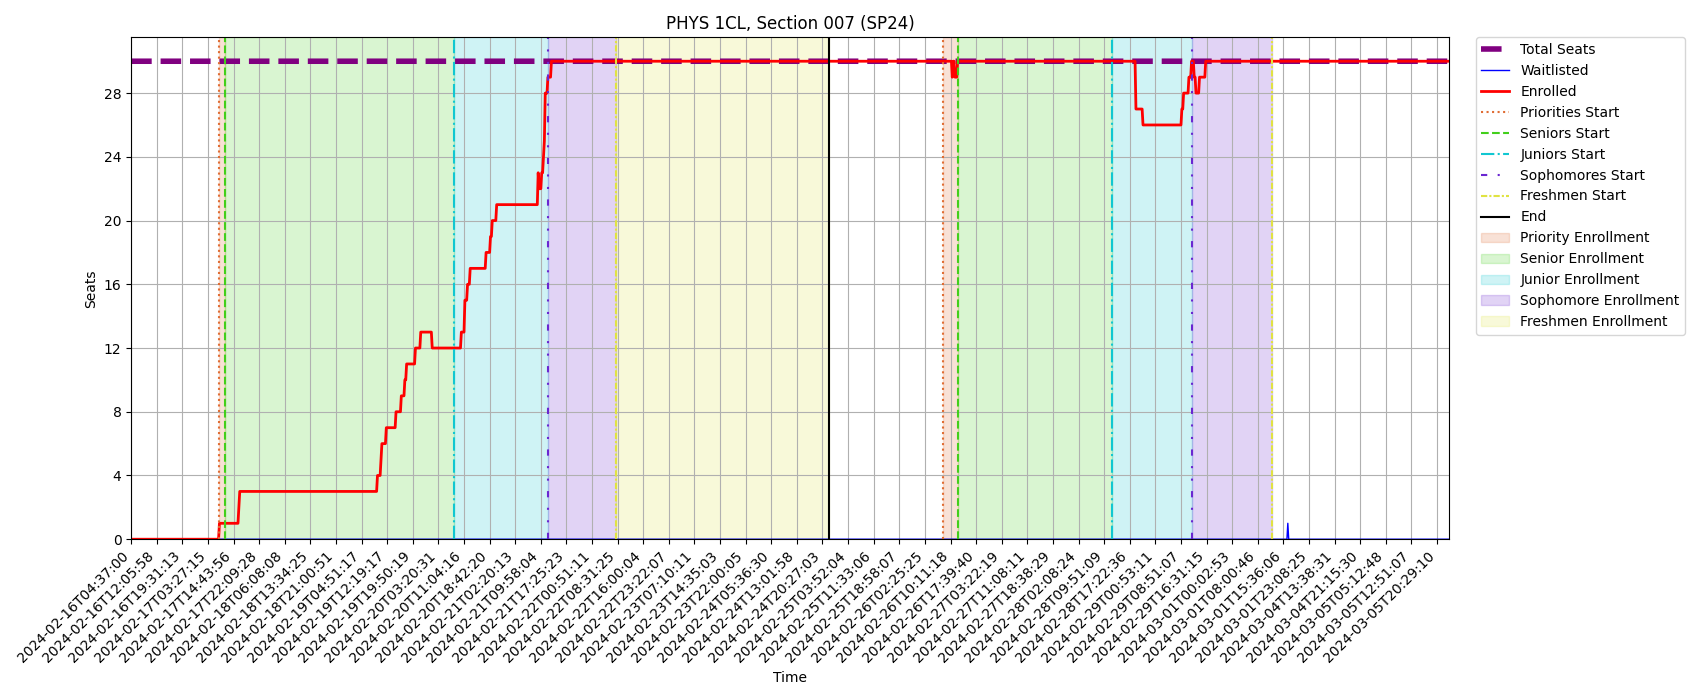 PHYS 1CL, Section 007 (SP24)
Seats
28
24
20
16
12
8
4
0
2024-02-16T04:37:00
2024-02-16T12:05:58
2024-02-16T19:31:13
2024-02-17T03:27:15
2024-02-17T14:43:56
2024-02-17T22:09:28
2024-02-18T06:08:08
2024-02-18T13:34:25
2024-02-18T21:00:51
2024-02-19T04:51:17
2024-02-19T12:19:17
2024-02-19T19:50:19
2024-02-20T03:20:31
2024-02-20T11:04:16
2024-02-20T18:42:20
2024-02-21T02:20:13
2024-02-21T09:58:04
2024-02-21T17:25:23
2024-02-22T00:51:11
2024-02-22T08:31:25
2024-02-22T16:00:04
2024-02-22T23:22:07
2024-02-23T07:10:11
2024-02-23T14:35:03
2024-02-23T22:00:05
2024-02-24T05:36:30
2024-02-24T13:01:58
2024-02-24T20:27:03
2024-02-25T03:52:04
2024-02-25T11:33:06
2024-02-25T18:58:07
2024-02-26T02:25:25
2024-02-26T10:11:18
2024-02-26T17:39:40
2024-02-27T03:22:19
2024-02-27T11:08:11
2024-02-27T18:38:29
2024-02-28T02:08:24
2024-02-28T09:51:09
2024-02-28T17:22:36
2024-02-29T00:53:11
2024-02-29T08:51:07
2024-02-29T16:31:15
2024-03-01T00:02:53
2024-03-01T08:00:46
2024-03-01T15:36:06
2024-03-01T23:08:25
2024-03-04T13:38:31
2024-03-04T21:15:30
2024-03-05T05:12:48
2024-03-05T12:51:07
2024-03-05T20:29:10
Time
Total Seats
Waitlisted
Enrolled
Priorities Start
Seniors Start
Juniors Start
Sophomores Start
Freshmen Start
End
Priority Enrollment
Senior Enrollment
Junior Enrollment
Sophomore Enrollment
Freshmen Enrollment